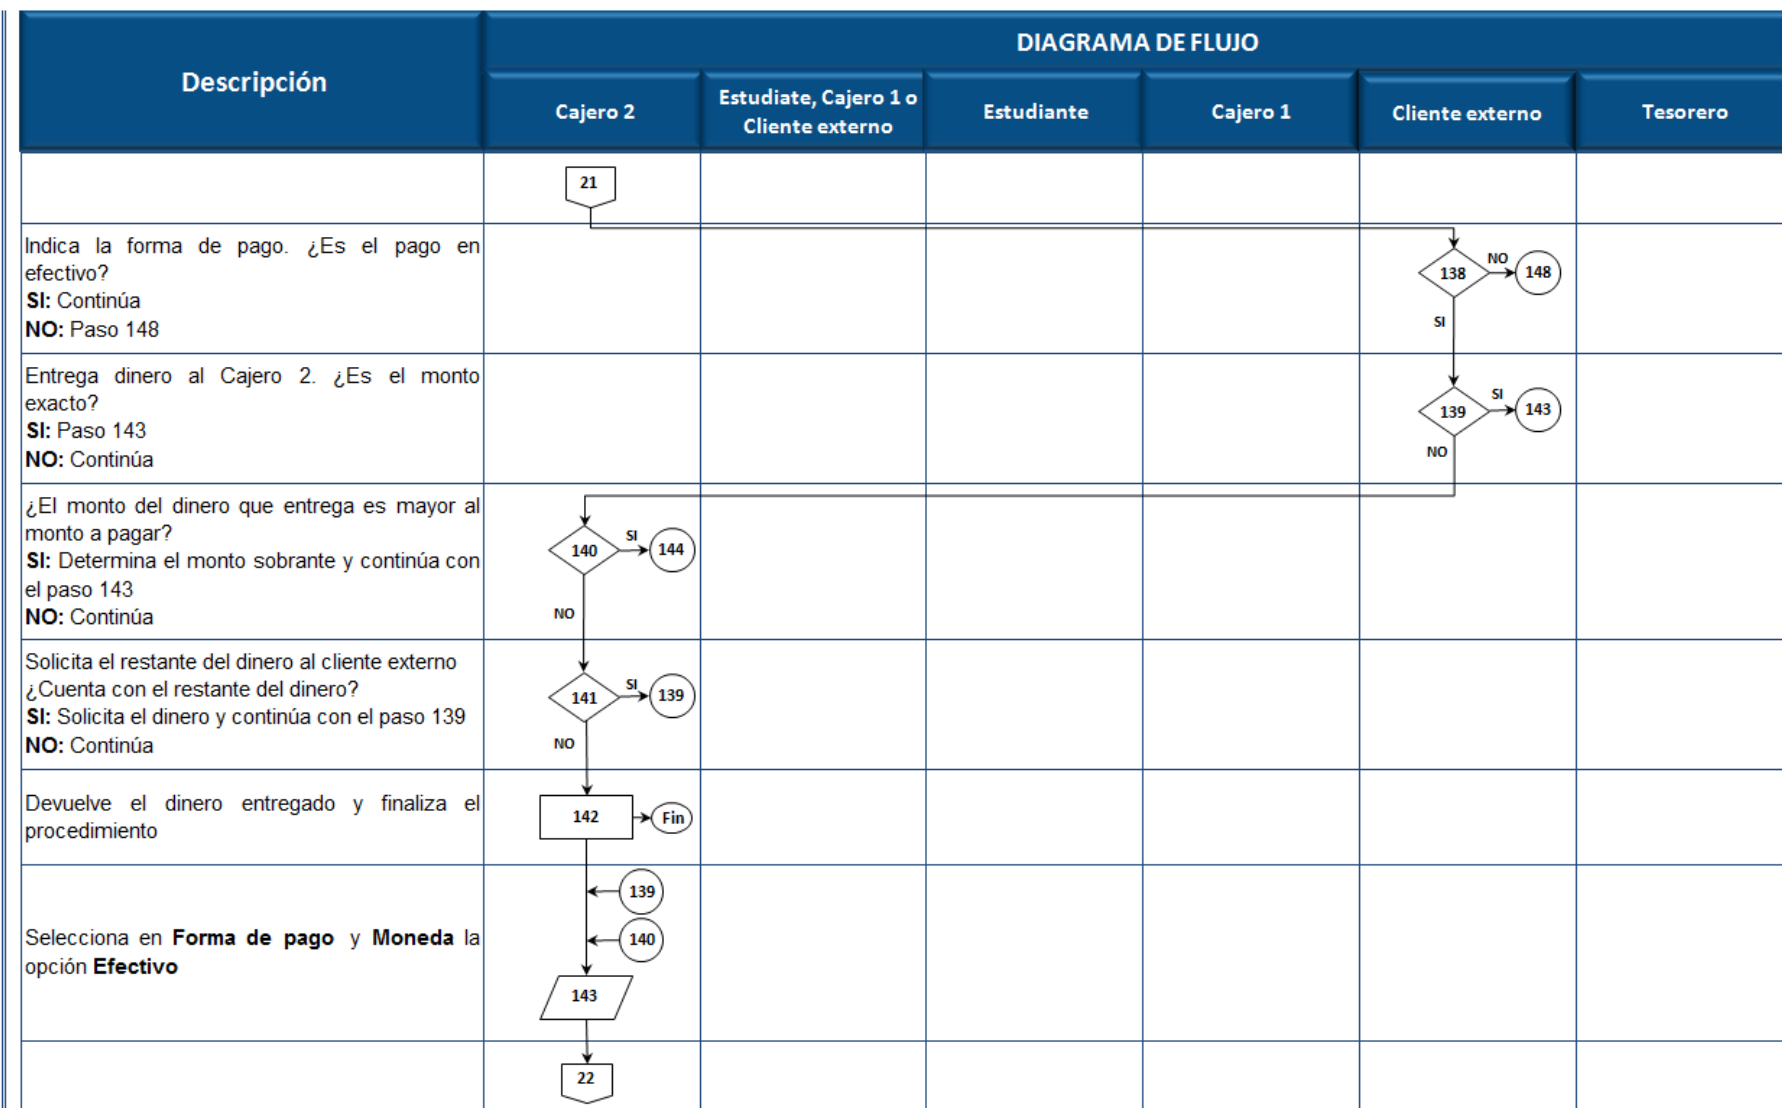 Descripción
DIAGRAMA DE FLUJO
Cajero 2
Estudiate, Cajero 1 o
Cliente externo
Estudiante
Cajero 1
Cliente externo
Tesorero
21
Indica la forma de pago. ¿Es el pago en
efectivo?
SI: Continúa
NO: Paso 148
138
NO
148
SI
Entrega dinero al Cajero 2. ¿Es el monto
exacto?
SI: Paso 143
NO: Continúa
139
SI
143
NO
¿El monto del dinero que entrega es mayor al
monto a pagar?
SI: Determina el monto sobrante y continúa con
el paso 143
NO: Continúa
140
SI
144
NO
Solicita el restante del dinero al cliente externo
¿Cuenta con el restante del dinero?
SI: Solicita el dinero y continúa con el paso 139
NO: Continúa
141
SI
139
NO
Devuelve el dinero entregado y finaliza el
procedimiento
142
Fin
Selecciona en Forma de pago y Moneda la
opción Efectivo
139
140
143
22